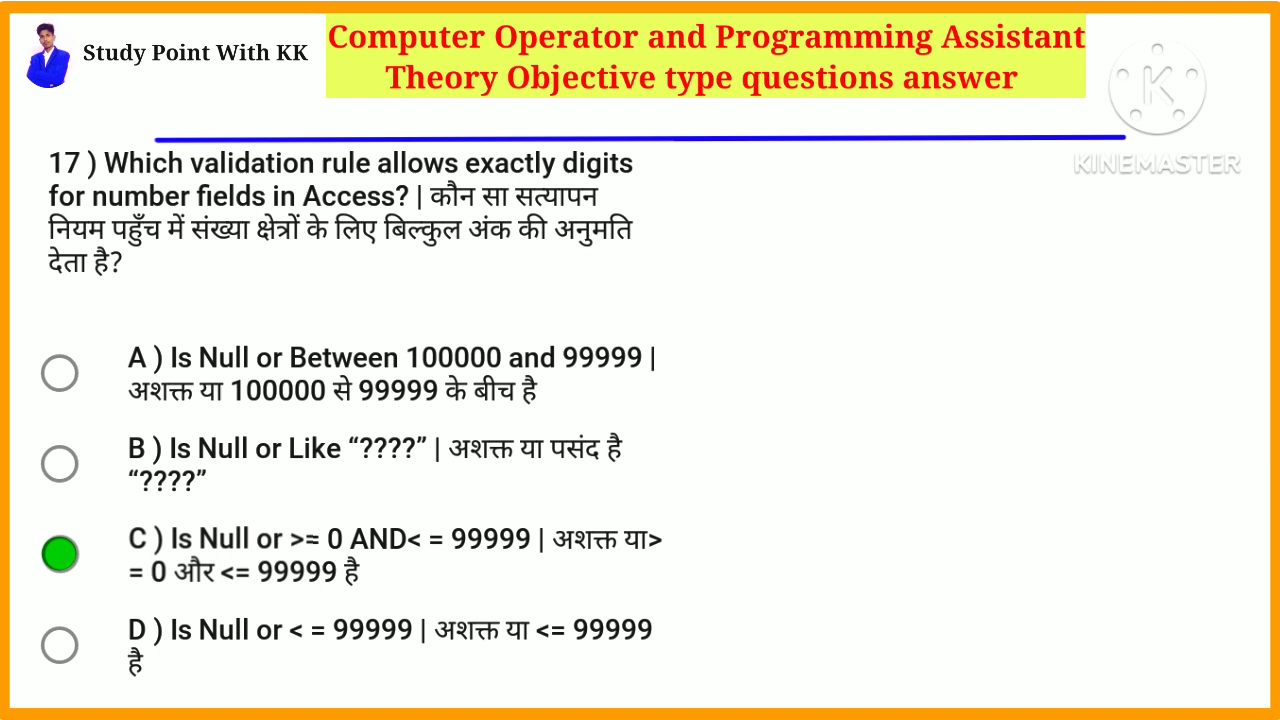 Study Point With KK
Computer Operator and Programming Assistant
Theory Objective type questions answer
K
KINEMASTER
17 ) Which validation rule allows exactly digits
for number fields in Access? | कौन सा सत्यापन
नियम पहुँच में संख्या क्षेत्रों के लिए बिल्कुल अंक की अनुमति
देता है?
A ) Is Null or Between 100000 and 99999 |
अशक्त या 100000 से 99999 के बीच है
B ) Is Null or Like “????” | अशक्त या पसंद है
“????”
C ) Is Null or >= 0 AND< = 99999 | अशक्त या>
= 0 और <= 99999 है
D ) Is Null or < = 99999 | अशक्त या <= 99999
है